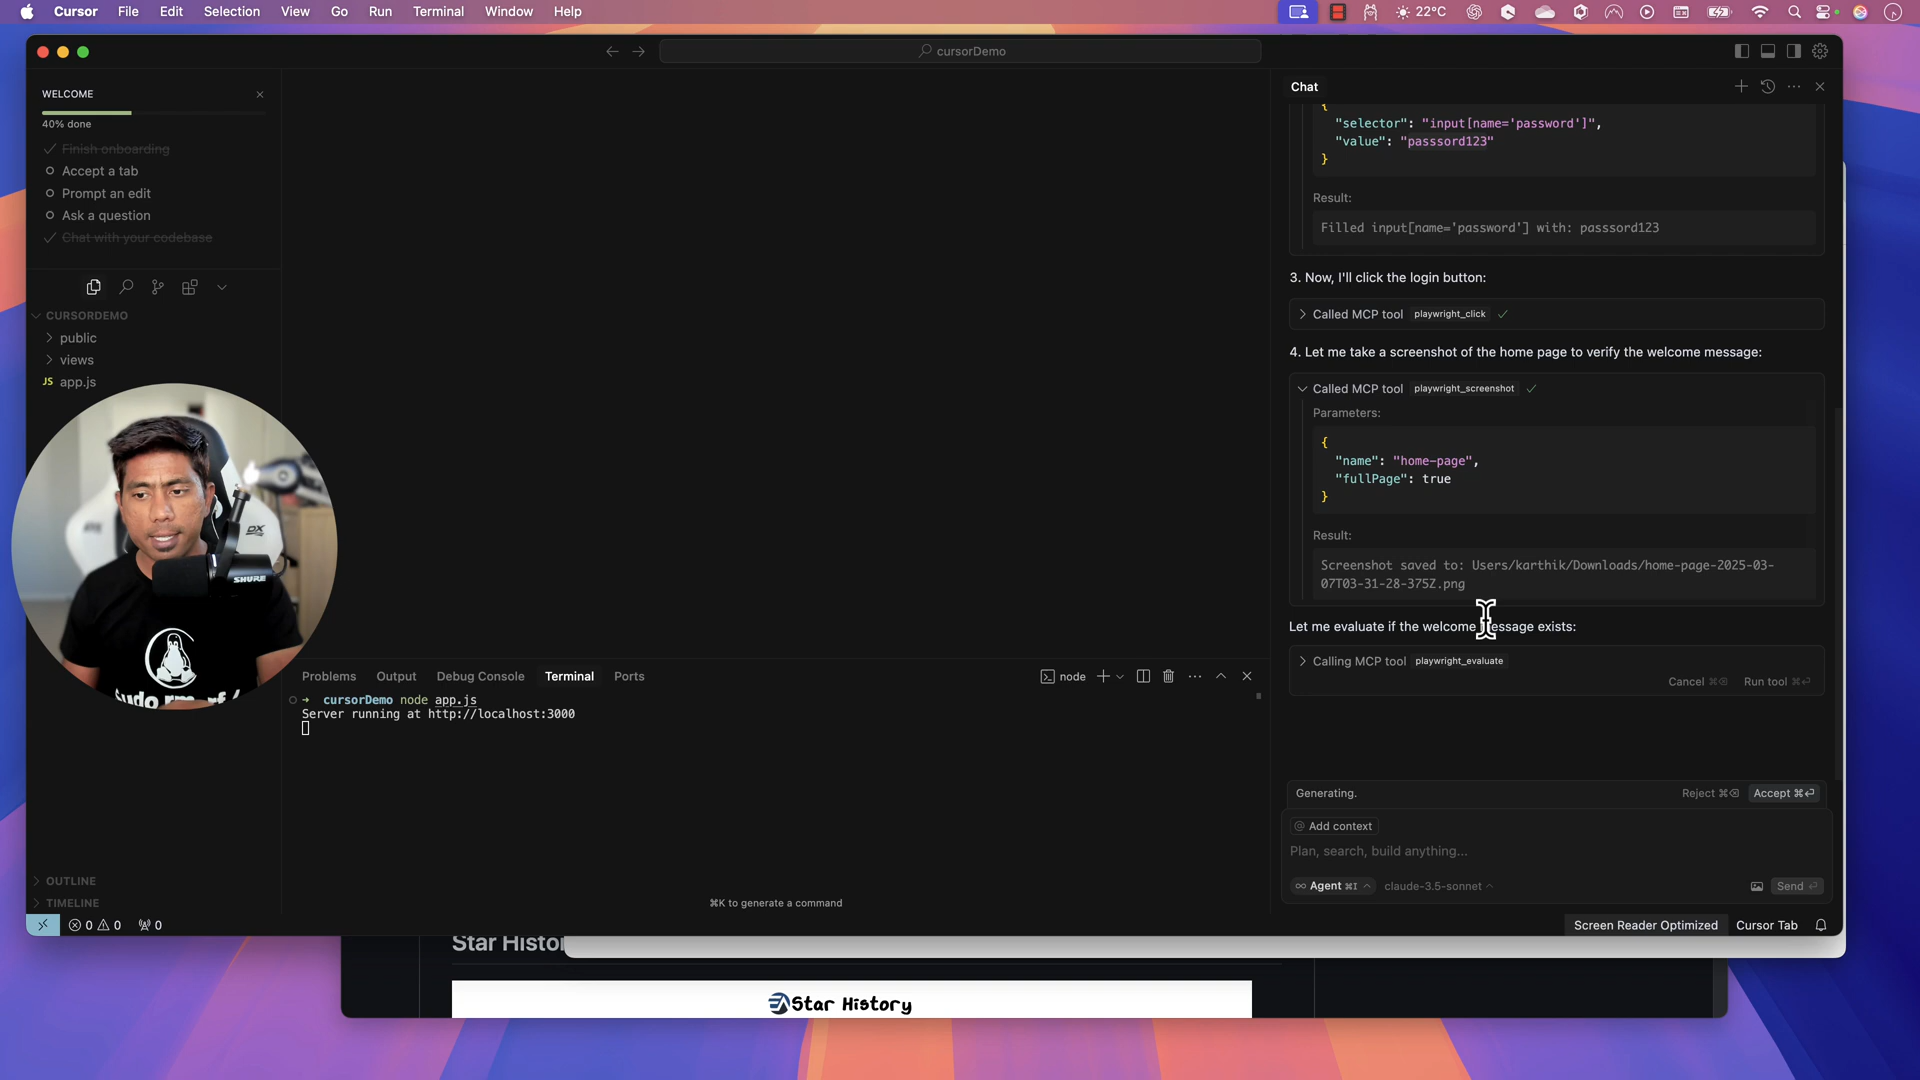 Cursor File Edit Selection View Go Run Terminal Window Help
22°C
cursorDemo
WELCOME
40% done
Finish onboarding
Accept a tab
Prompt an edit
Ask a question
Chat with your codebase
CURSORDEMO
public
views
JS app.js
SHURE
DX
OUTLINE
TIMELINE
0 0 0
Problems Output Debug Console Terminal Ports
node
cursorDemo node app.js
Server running at http://localhost:3000
⌘K to generate a command
Chat
{
"selector": "input[name='password']",
"value": "passsord123"
}
Result:
Filled input[name='password'] with: passsord123
3. Now, I'll click the login button:
Called MCP tool playwright_click
4. Let me take a screenshot of the home page to verify the welcome message:
Called MCP tool playwright_screenshot
Parameters:
{
"name": "home-page",
"fullPage": true
}
Result:
Screenshot saved to: Users/karthik/Downloads/home-page-2025-03-
07T03-31-28-375Z.png
Let me evaluate if the welcome message exists:
Calling MCP tool playwright_evaluate
Cancel ⌘⌫ Run tool ⌘⏎
Generating. Reject ⌘⌫ Accept ⌘⏎
@ Add context
Plan, search, build anything...
∞ Agent ⌘I claude-3.5-sonnet Send ⏎
Screen Reader Optimized Cursor Tab
Star Histo
Star History